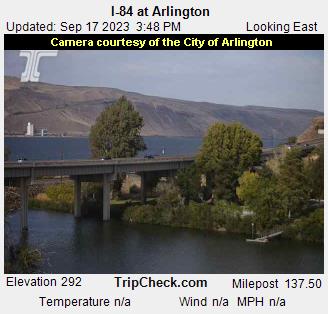 I-84 at Arlington
Updated: Sep 17 2023 3:48 PM Looking East
Camera courtesy of the City of Arlington
Elevation 292 TripCheck.com Milepost 137.50
Temperature n/a Wind n/a MPH n/a